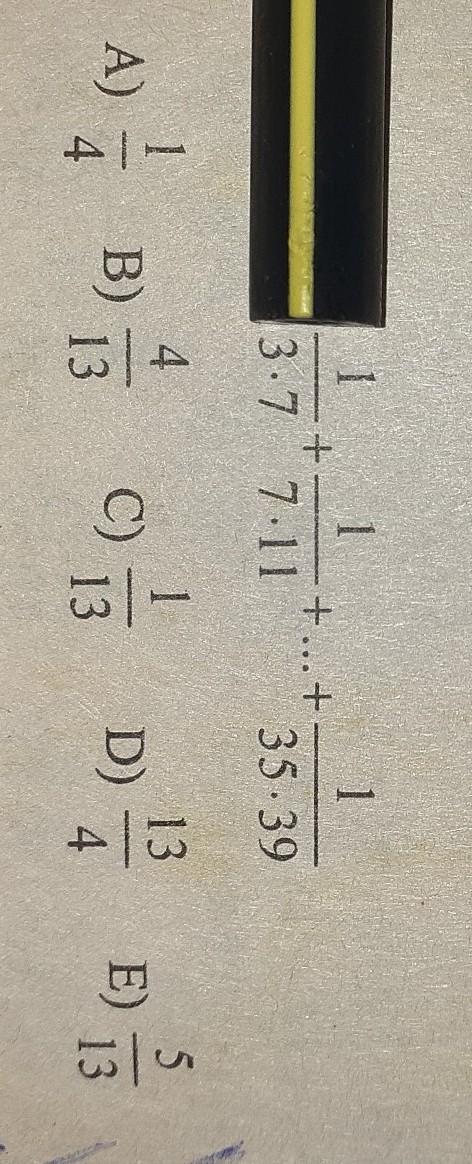 1/(3·7) + 1/(7·11) + ... + 1/(35·39)
A) 1/4 B) 4/13 C) 1/13 D) 13/4 E) 5/13